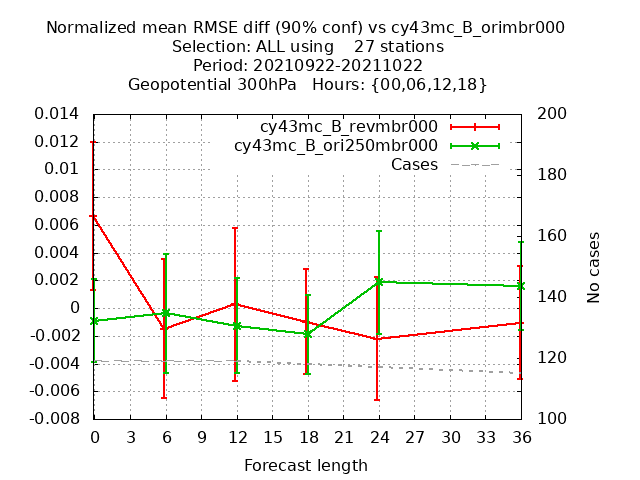 Normalized mean RMSE diff (90% conf) vs cy43mc_B_orimbr000
Selection: ALL using    27 stations
Period: 20210922-20211022
Geopotential 300hPa   Hours: {00,06,12,18}
cy43mc_B_revmbr000
cy43mc_B_ori250mbr000
Cases
0.014
0.012
0.01
0.008
0.006
0.004
0.002
0
-0.002
-0.004
-0.006
-0.008
200
180
160
140
120
100
No cases
0 3 6 9 12 15 18 21 24 27 30 33 36
Forecast length